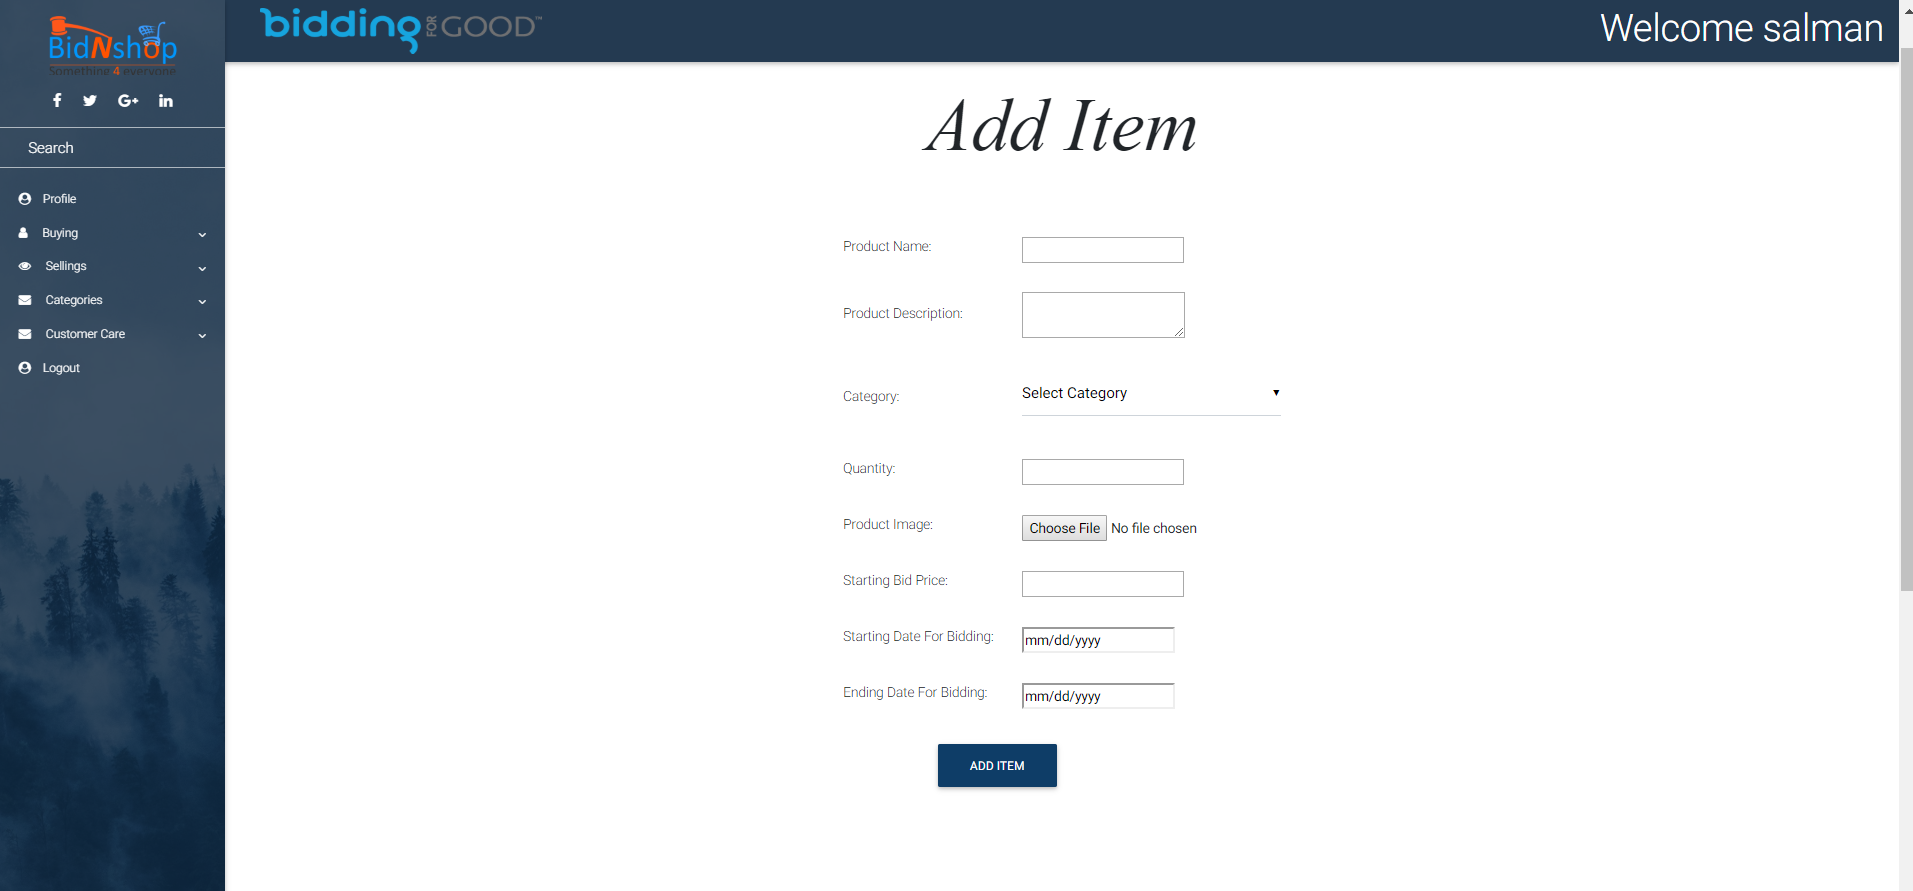 BidNshop
Something 4 everyone
Search
Profile
Buying
Sellings
Categories
Customer Care
Logout
bidding FOR GOOD™
Welcome salman
Add Item
Product Name:
Product Description:
Category: Select Category
Quantity:
Product Image: Choose File No file chosen
Starting Bid Price:
Starting Date For Bidding: mm/dd/yyyy
Ending Date For Bidding: mm/dd/yyyy
ADD ITEM